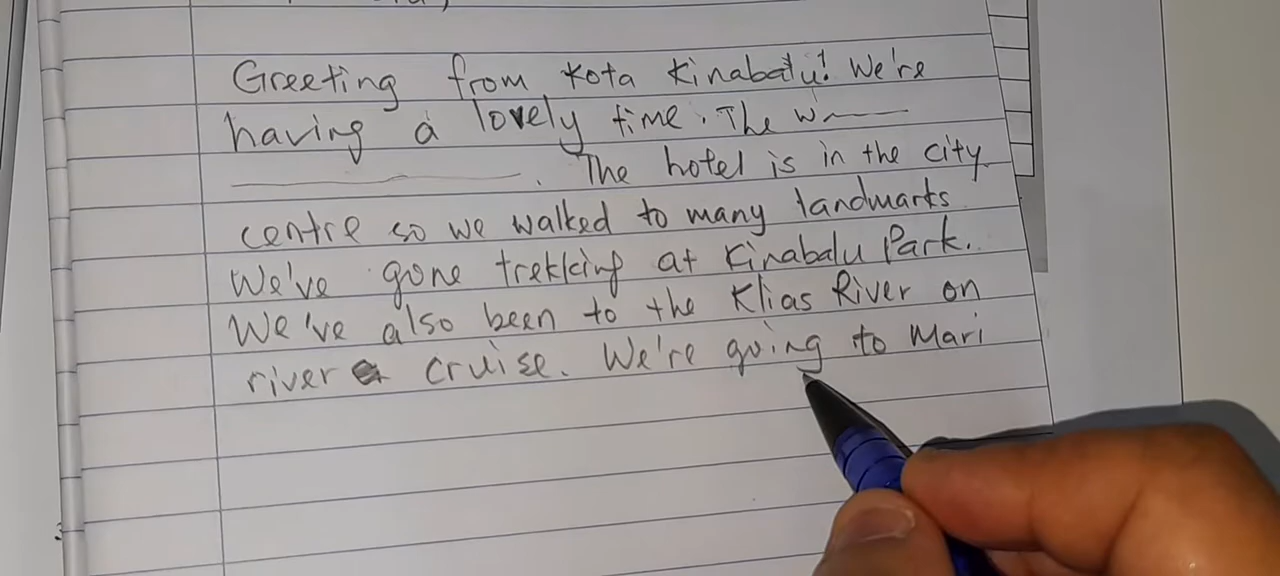 Greeting from Kota Kinabalu! We're
having a lovely time. The w
The hotel is in the city
centre so we walked to many landmarks
We've gone trekking at Kinabalu Park.
We've also been to the Klias River on
river cruise. We're going to Mari